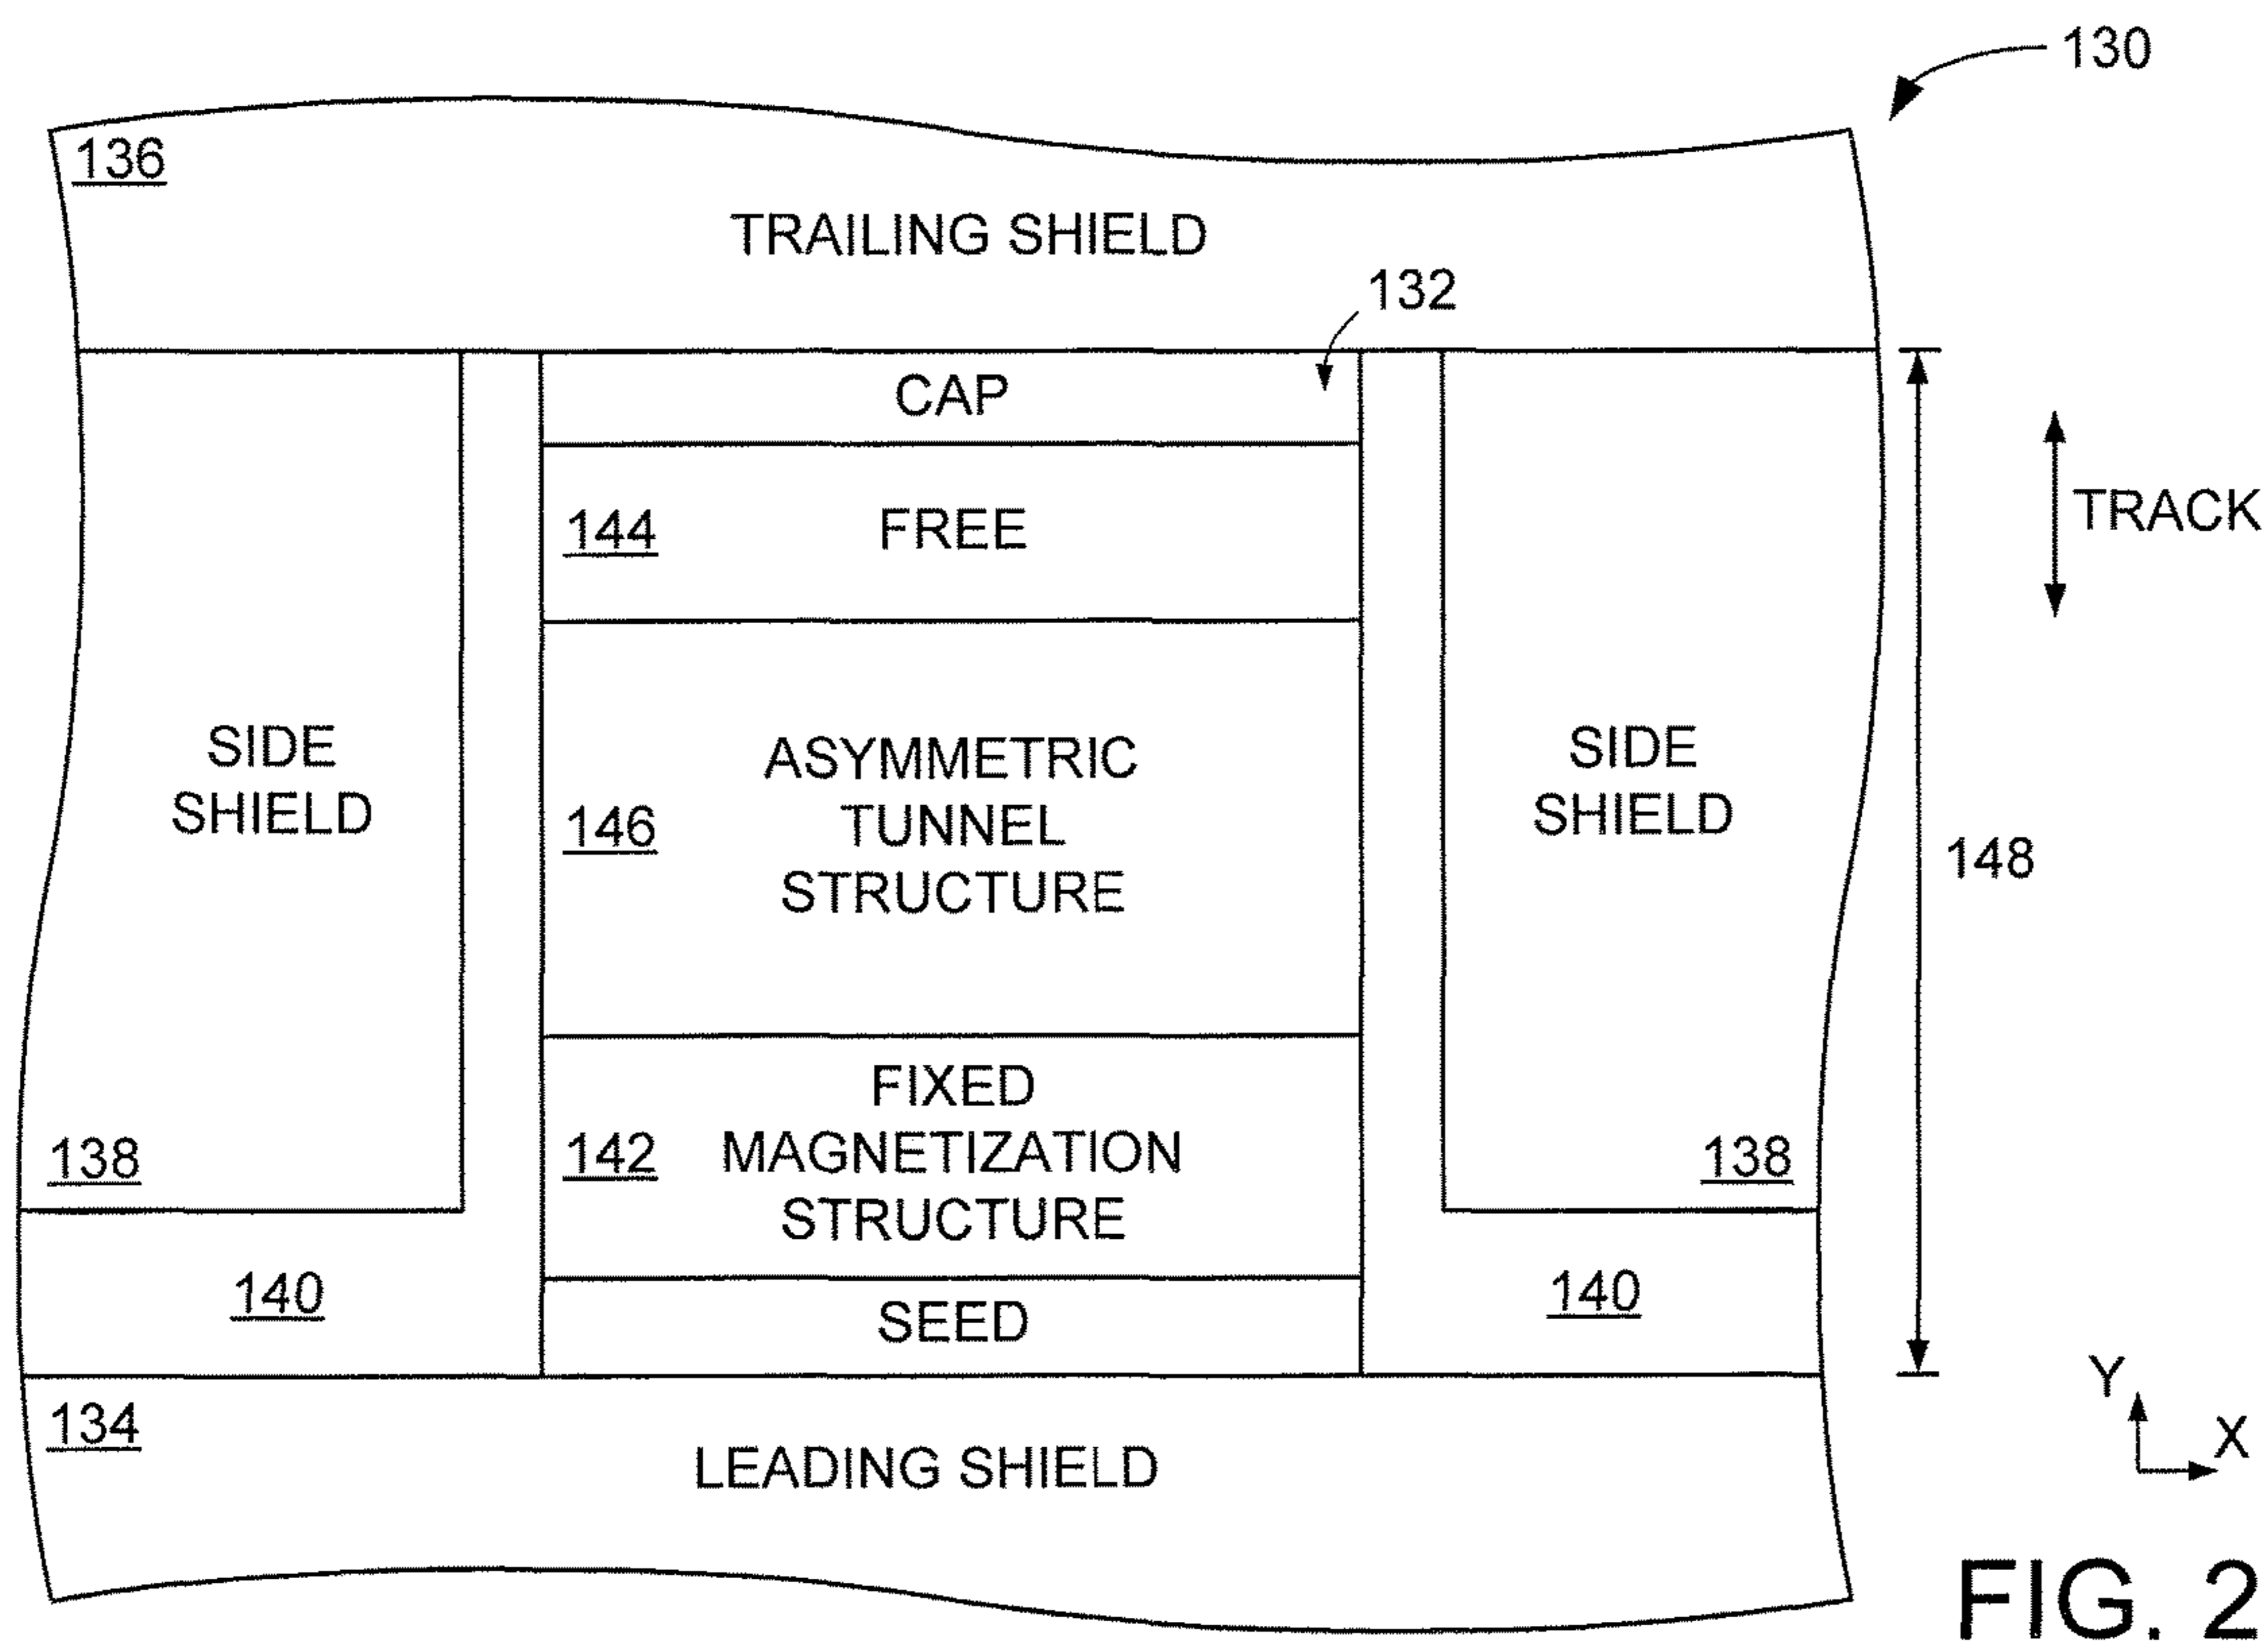 130
136
TRAILING SHIELD
132
CAP
144
FREE
TRACK
SIDE
SHIELD
146
ASYMMETRIC
TUNNEL
STRUCTURE
SIDE
SHIELD
148
138
142
FIXED
MAGNETIZATION
STRUCTURE
138
140
SEED
140
134
LEADING SHIELD
Y
X
FIG. 2